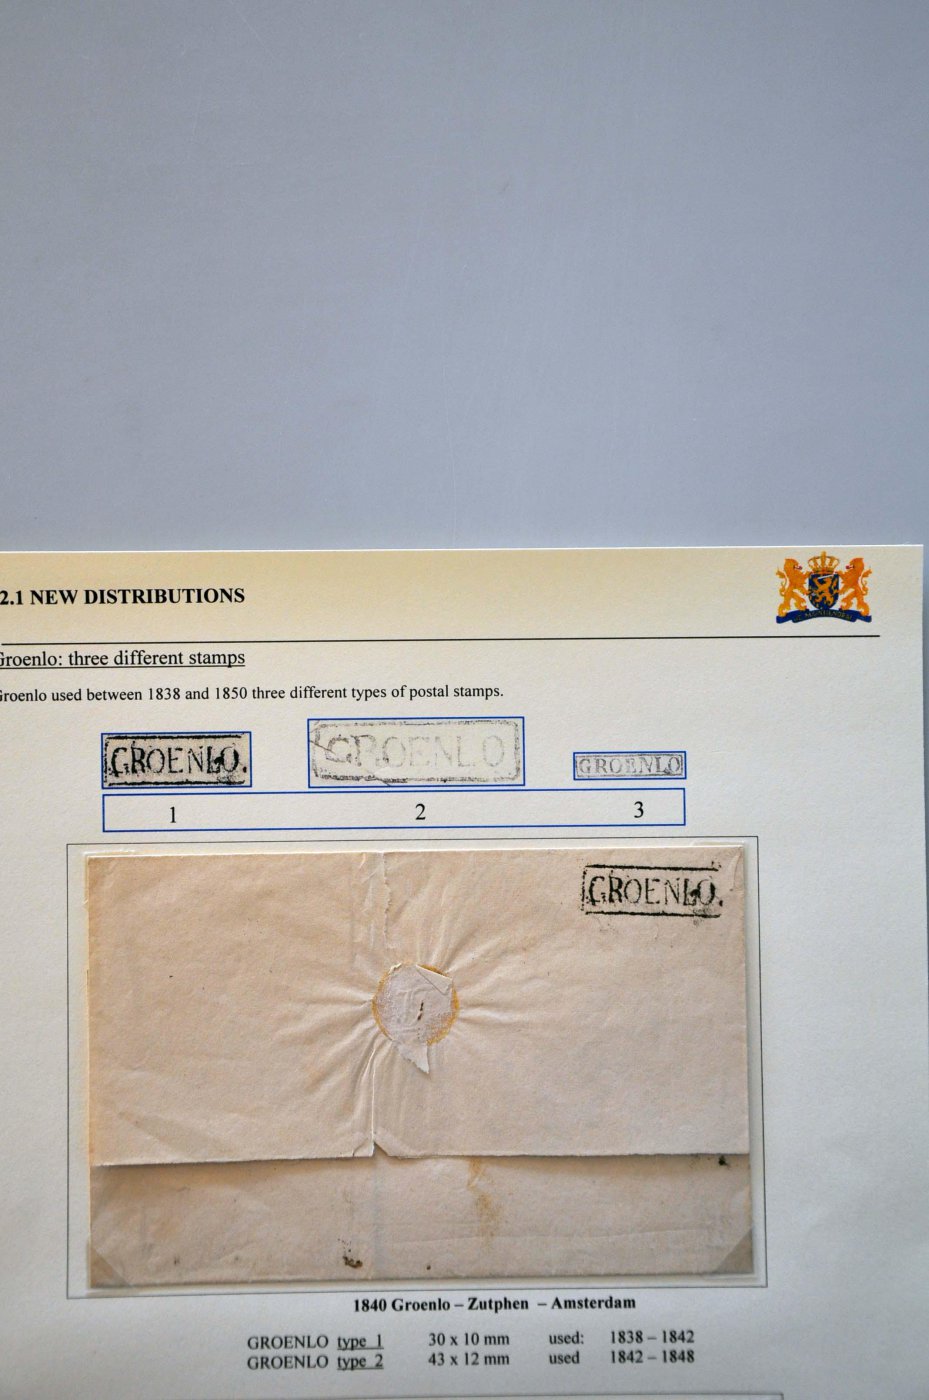 2.1 NEW DISTRIBUTIONS
Groenlo: three different stamps
Groenlo used between 1838 and 1850 three different types of postal stamps.
GROENLO. GROENLO GROENLO
1 2 3
GROENLO.
1840 Groenlo – Zutphen – Amsterdam
GROENLO type 1 30 x 10 mm used: 1838 – 1842
GROENLO type 2 43 x 12 mm used 1842 – 1848